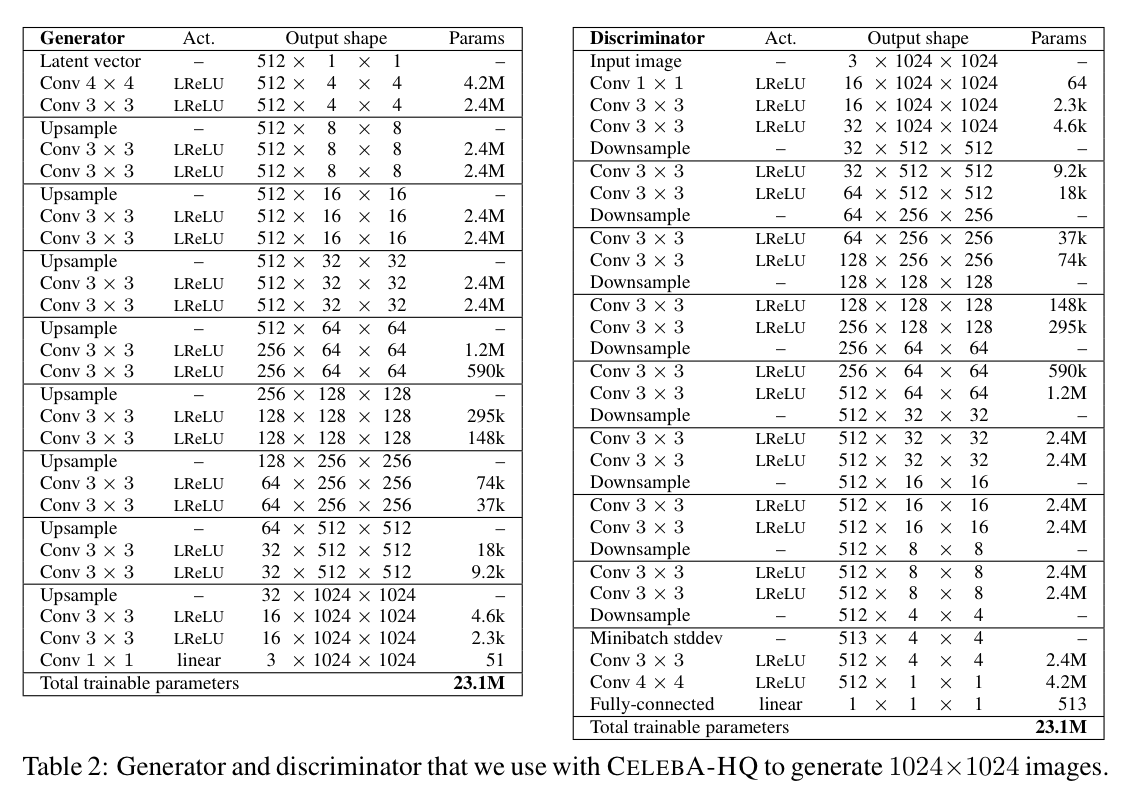 Generator Act. Output shape Params
Latent vector – 512 × 1 × 1 –
Conv 4 × 4 LReLU 512 × 4 × 4 4.2M
Conv 3 × 3 LReLU 512 × 4 × 4 2.4M
Upsample – 512 × 8 × 8 –
Conv 3 × 3 LReLU 512 × 8 × 8 2.4M
Conv 3 × 3 LReLU 512 × 8 × 8 2.4M
Upsample – 512 × 16 × 16 –
Conv 3 × 3 LReLU 512 × 16 × 16 2.4M
Conv 3 × 3 LReLU 512 × 16 × 16 2.4M
Upsample – 512 × 32 × 32 –
Conv 3 × 3 LReLU 512 × 32 × 32 2.4M
Conv 3 × 3 LReLU 512 × 32 × 32 2.4M
Upsample – 512 × 64 × 64 –
Conv 3 × 3 LReLU 256 × 64 × 64 1.2M
Conv 3 × 3 LReLU 256 × 64 × 64 590k
Upsample – 256 × 128 × 128 –
Conv 3 × 3 LReLU 128 × 128 × 128 295k
Conv 3 × 3 LReLU 128 × 128 × 128 148k
Upsample – 128 × 256 × 256 –
Conv 3 × 3 LReLU 64 × 256 × 256 74k
Conv 3 × 3 LReLU 64 × 256 × 256 37k
Upsample – 64 × 512 × 512 –
Conv 3 × 3 LReLU 32 × 512 × 512 18k
Conv 3 × 3 LReLU 32 × 512 × 512 9.2k
Upsample – 32 × 1024 × 1024 –
Conv 3 × 3 LReLU 16 × 1024 × 1024 4.6k
Conv 3 × 3 LReLU 16 × 1024 × 1024 2.3k
Conv 1 × 1 linear 3 × 1024 × 1024 51
Total trainable parameters 23.1M
Discriminator Act. Output shape Params
Input image – 3 × 1024 × 1024 –
Conv 1 × 1 LReLU 16 × 1024 × 1024 64
Conv 3 × 3 LReLU 16 × 1024 × 1024 2.3k
Conv 3 × 3 LReLU 32 × 1024 × 1024 4.6k
Downsample – 32 × 512 × 512 –
Conv 3 × 3 LReLU 32 × 512 × 512 9.2k
Conv 3 × 3 LReLU 64 × 512 × 512 18k
Downsample – 64 × 256 × 256 –
Conv 3 × 3 LReLU 64 × 256 × 256 37k
Conv 3 × 3 LReLU 128 × 256 × 256 74k
Downsample – 128 × 128 × 128 –
Conv 3 × 3 LReLU 128 × 128 × 128 148k
Conv 3 × 3 LReLU 256 × 128 × 128 295k
Downsample – 256 × 64 × 64 –
Conv 3 × 3 LReLU 256 × 64 × 64 590k
Conv 3 × 3 LReLU 512 × 64 × 64 1.2M
Downsample – 512 × 32 × 32 –
Conv 3 × 3 LReLU 512 × 32 × 32 2.4M
Conv 3 × 3 LReLU 512 × 32 × 32 2.4M
Downsample – 512 × 16 × 16 –
Conv 3 × 3 LReLU 512 × 16 × 16 2.4M
Conv 3 × 3 LReLU 512 × 16 × 16 2.4M
Downsample – 512 × 8 × 8 –
Conv 3 × 3 LReLU 512 × 8 × 8 2.4M
Conv 3 × 3 LReLU 512 × 8 × 8 2.4M
Downsample – 512 × 4 × 4 –
Minibatch stddev – 513 × 4 × 4 –
Conv 3 × 3 LReLU 512 × 4 × 4 2.4M
Conv 4 × 4 LReLU 512 × 1 × 1 4.2M
Fully-connected linear 1 × 1 × 1 513
Total trainable parameters 23.1M
Table 2: Generator and discriminator that we use with CELEBA-HQ to generate 1024×1024 images.